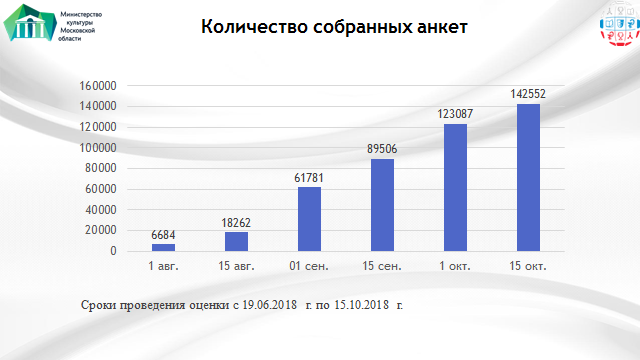 Министерство
культуры
Московской
области
Количество собранных анкет
160000
140000
120000
100000
80000
60000
40000
20000
0
6684
18262
61781
89506
123087
142552
1 авг.
15 авг.
01 сен.
15 сен.
1 окт.
15 окт.
Сроки проведения оценки с 19.06.2018 г. по 15.10.2018 г.